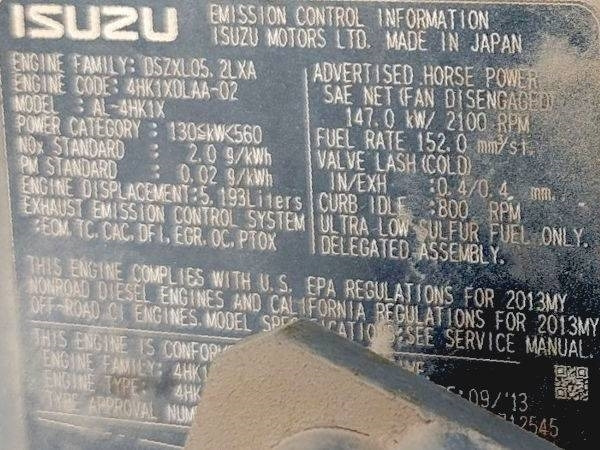 ISUZU
EMISSION CONTROL INFORMATION
ISUZU MOTORS LTD. MADE IN JAPAN
ENGINE FAMILY: DSZXL05.2LXA
ENGINE CODE: 4HK1XDLAA-02
MODEL : AL-4HK1X
POWER CATEGORY : 130≤kW<560
NOx STANDARD : 2.0 g/kWh
PM STANDARD : 0.02 g/kWh
ENGINE DISPLACEMENT:5.193Liters
EXHAUST EMISSION CONTROL SYSTEM
:ECM,TC,CAC,DFI,EGR,OC,PTOX
ADVERTISED HORSE POWER
SAE NET(FAN DISENGAGED)
147.0 kW/ 2100 RPM
FUEL RATE 152.0 mm³/st.
VALVE LASH(COLD)
IN/EXH :0.4/0.4 mm.
CURB IDLE :800 RPM
ULTRA LOW SULFUR FUEL ONLY.
DELEGATED ASSEMBLY.
THIS ENGINE COMPLIES WITH U.S. EPA REGULATIONS FOR 2013MY
NONROAD DIESEL ENGINES AND CALIFORNIA REGULATIONS FOR 2013MY
OFF-ROAD CI ENGINES.MODEL :SEE SERVICE MANUAL.
THIS ENGINE IS
ENGINE FAMILY: 4HK1
ENGINE TYPE: 4HK
TYPE APPROVAL
:09/'13
712545